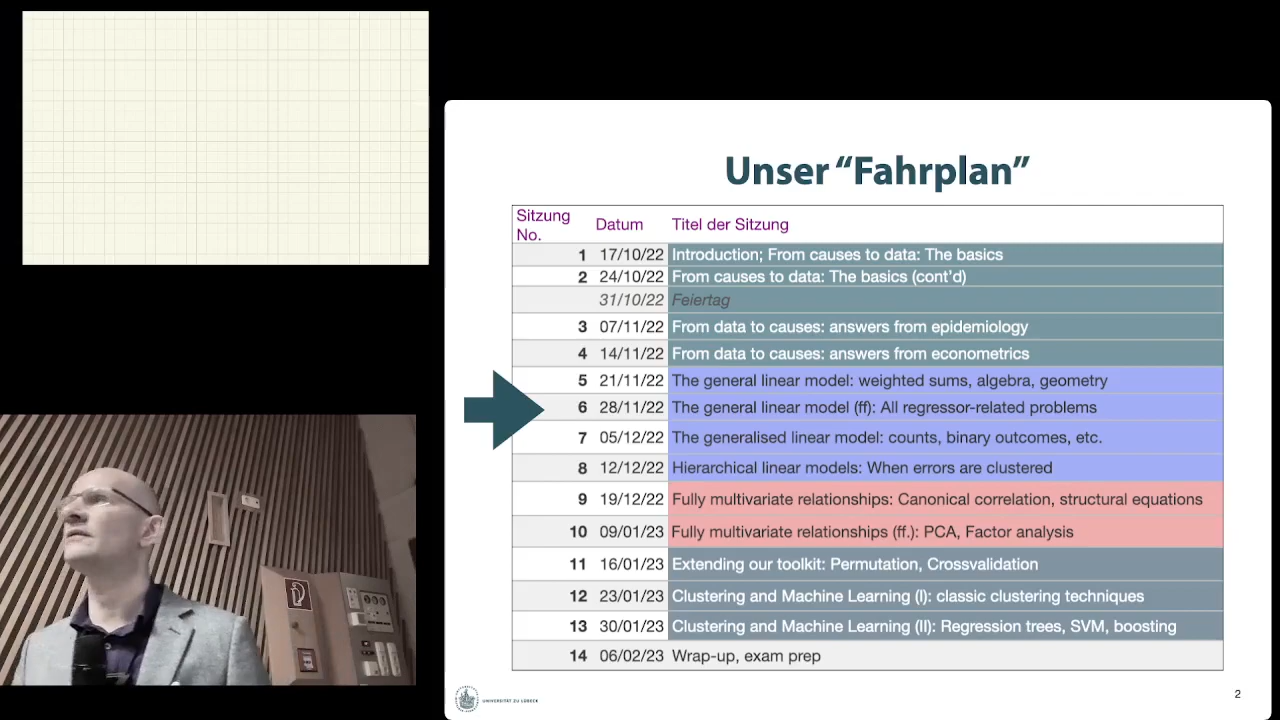 Unser “Fahrplan”
Sitzung No. Datum Titel der Sitzung
1 17/10/22 Introduction; From causes to data: The basics
2 24/10/22 From causes to data: The basics (cont’d)
31/10/22 Feiertag
3 07/11/22 From data to causes: answers from epidemiology
4 14/11/22 From data to causes: answers from econometrics
5 21/11/22 The general linear model: weighted sums, algebra, geometry
6 28/11/22 The general linear model (ff): All regressor-related problems
7 05/12/22 The generalised linear model: counts, binary outcomes, etc.
8 12/12/22 Hierarchical linear models: When errors are clustered
9 19/12/22 Fully multivariate relationships: Canonical correlation, structural equations
10 09/01/23 Fully multivariate relationships (ff.): PCA, Factor analysis
11 16/01/23 Extending our toolkit: Permutation, Crossvalidation
12 23/01/23 Clustering and Machine Learning (I): classic clustering techniques
13 30/01/23 Clustering and Machine Learning (II): Regression trees, SVM, boosting
14 06/02/23 Wrap-up, exam prep
UNIVERSITÄT ZU LÜBECK
2